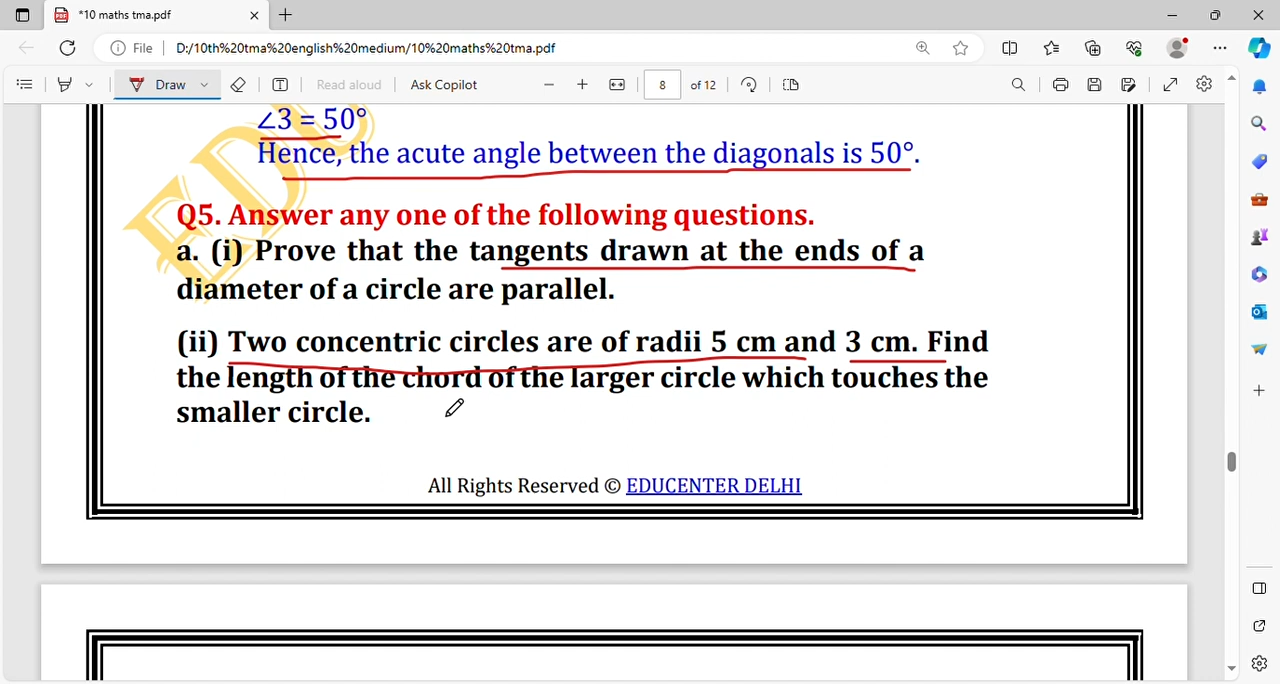 *10 maths tma.pdf
File
D:/10th%20tma%20english%20medium/10%20maths%20tma.pdf
Draw
Read aloud
Ask Copilot
8
of 12
∠3 = 50°
Hence, the acute angle between the diagonals is 50°.
Q5. Answer any one of the following questions.
a. (i) Prove that the tangents drawn at the ends of a
diameter of a circle are parallel.
(ii) Two concentric circles are of radii 5 cm and 3 cm. Find
the length of the chord of the larger circle which touches the
smaller circle.
All Rights Reserved © EDUCENTER DELHI